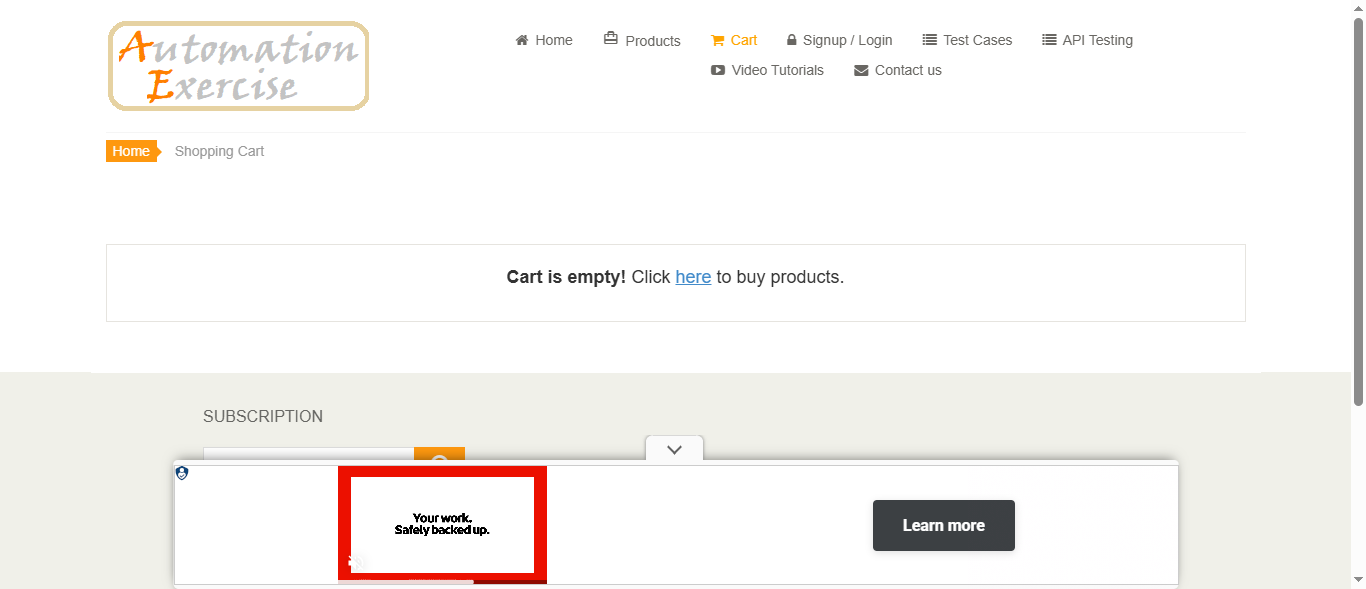 Automation
Exercise
Home
Products
Cart
Signup / Login
Test Cases
API Testing
Video Tutorials
Contact us
Home
Shopping Cart
Cart is empty! Click here to buy products.
SUBSCRIPTION
Your work.
Safely backed up.
Learn more